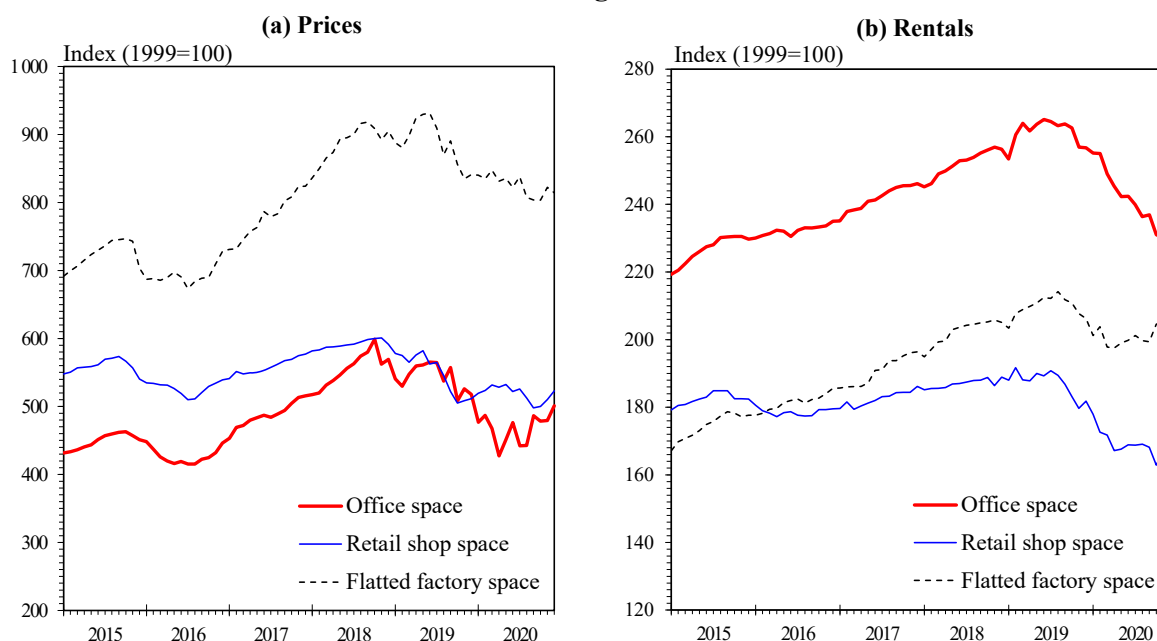 (a) Prices
Index (1999=100)
1 000
900
800
700
600
500
400
300
200
Office space
Retail shop space
Flatted factory space
2015 2016 2017 2018 2019 2020
(b) Rentals
Index (1999=100)
280
260
240
220
200
180
160
140
120
Office space
Retail shop space
Flatted factory space
2015 2016 2017 2018 2019 2020